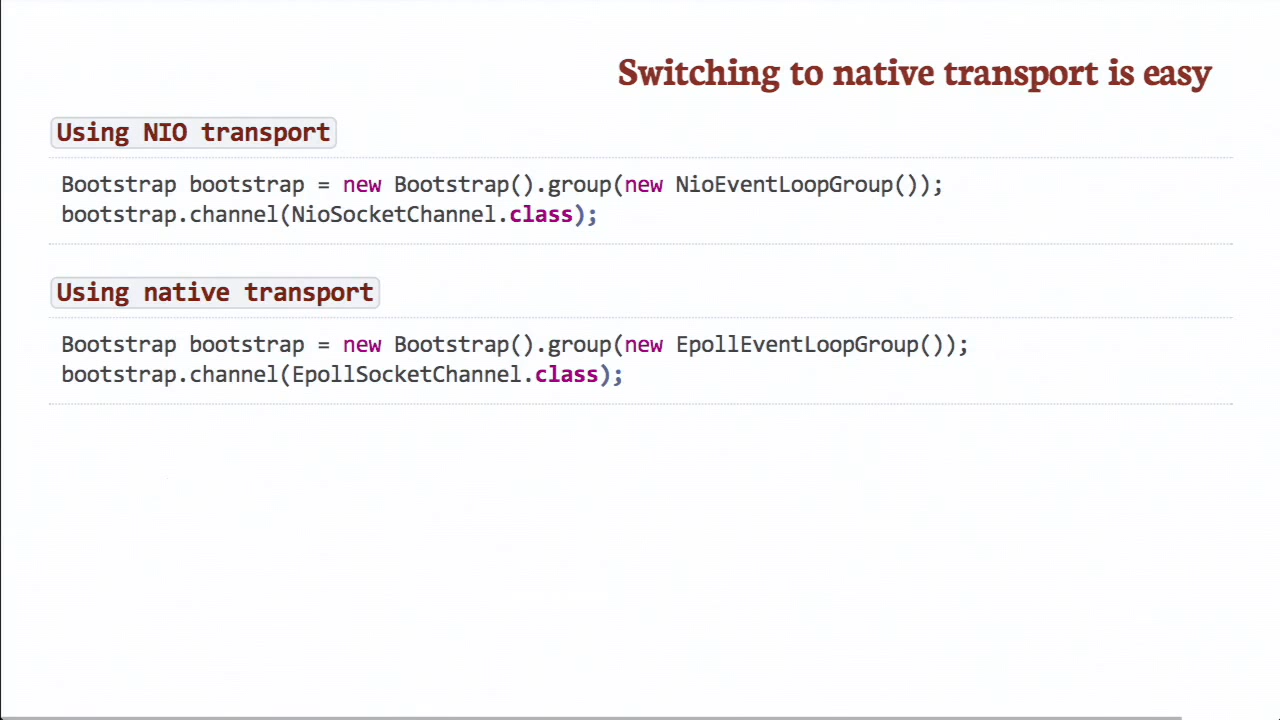 Switching to native transport is easy
Using NIO transport
Bootstrap bootstrap = new Bootstrap().group(new NioEventLoopGroup());
bootstrap.channel(NioSocketChannel.class);
Using native transport
Bootstrap bootstrap = new Bootstrap().group(new EpollEventLoopGroup());
bootstrap.channel(EpollSocketChannel.class);